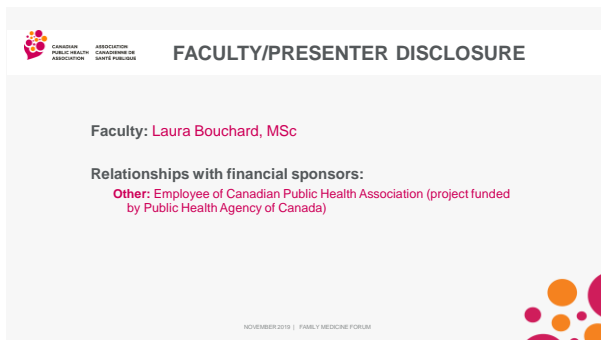 CANADIAN
PUBLIC HEALTH
ASSOCIATION
ASSOCIATION
CANADIENNE DE
SANTÉ PUBLIQUE
FACULTY/PRESENTER DISCLOSURE
Faculty: Laura Bouchard, MSc
Relationships with financial sponsors:
Other: Employee of Canadian Public Health Association (project funded
by Public Health Agency of Canada)
NOVEMBER 2019 | FAMILY MEDICINE FORUM